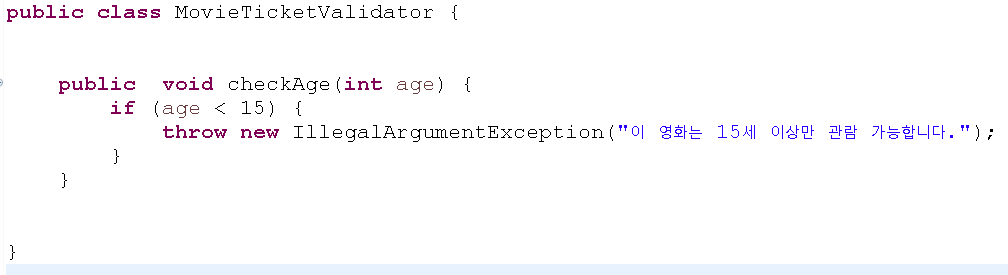 public class MovieTicketValidator {
public  void checkAge(int age) {
if (age < 15) {
throw new IllegalArgumentException("이 영화는 15세 이상만 관람 가능합니다.");
}
}
}